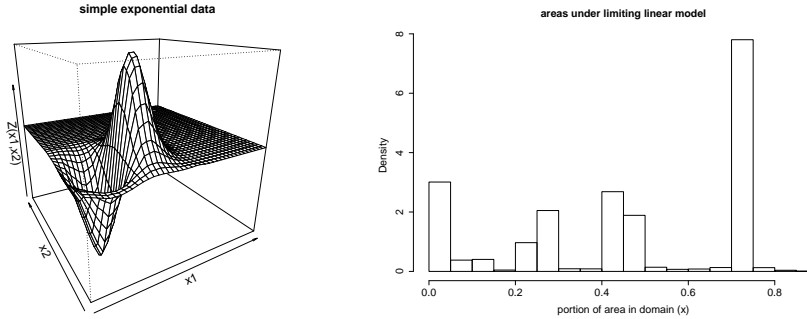 simple exponential data
Z(x1,x2)
x2
x1
areas under limiting linear model
Density
8
6
4
2
0
0.0 0.2 0.4 0.6 0.8
portion of area in domain (x)